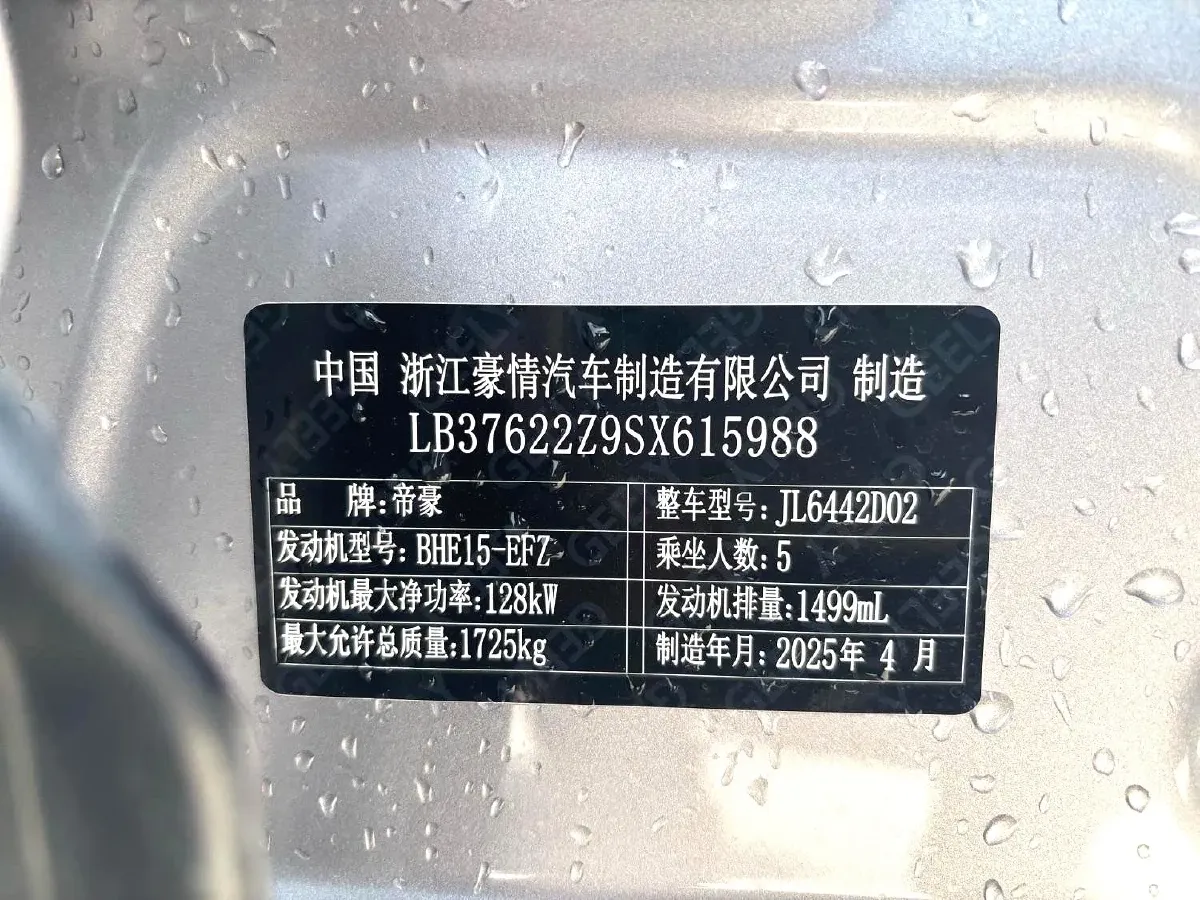 中国 浙江豪情汽车制造有限公司 制造
LB37622Z9SX615988
品 牌:帝豪 整车型号:JL6442D02
发动机型号:BHE15-EFZ 乘坐人数:5
发动机最大净功率:128kW 发动机排量:1499mL
最大允许总质量:1725kg 制造年月:2025年 4 月